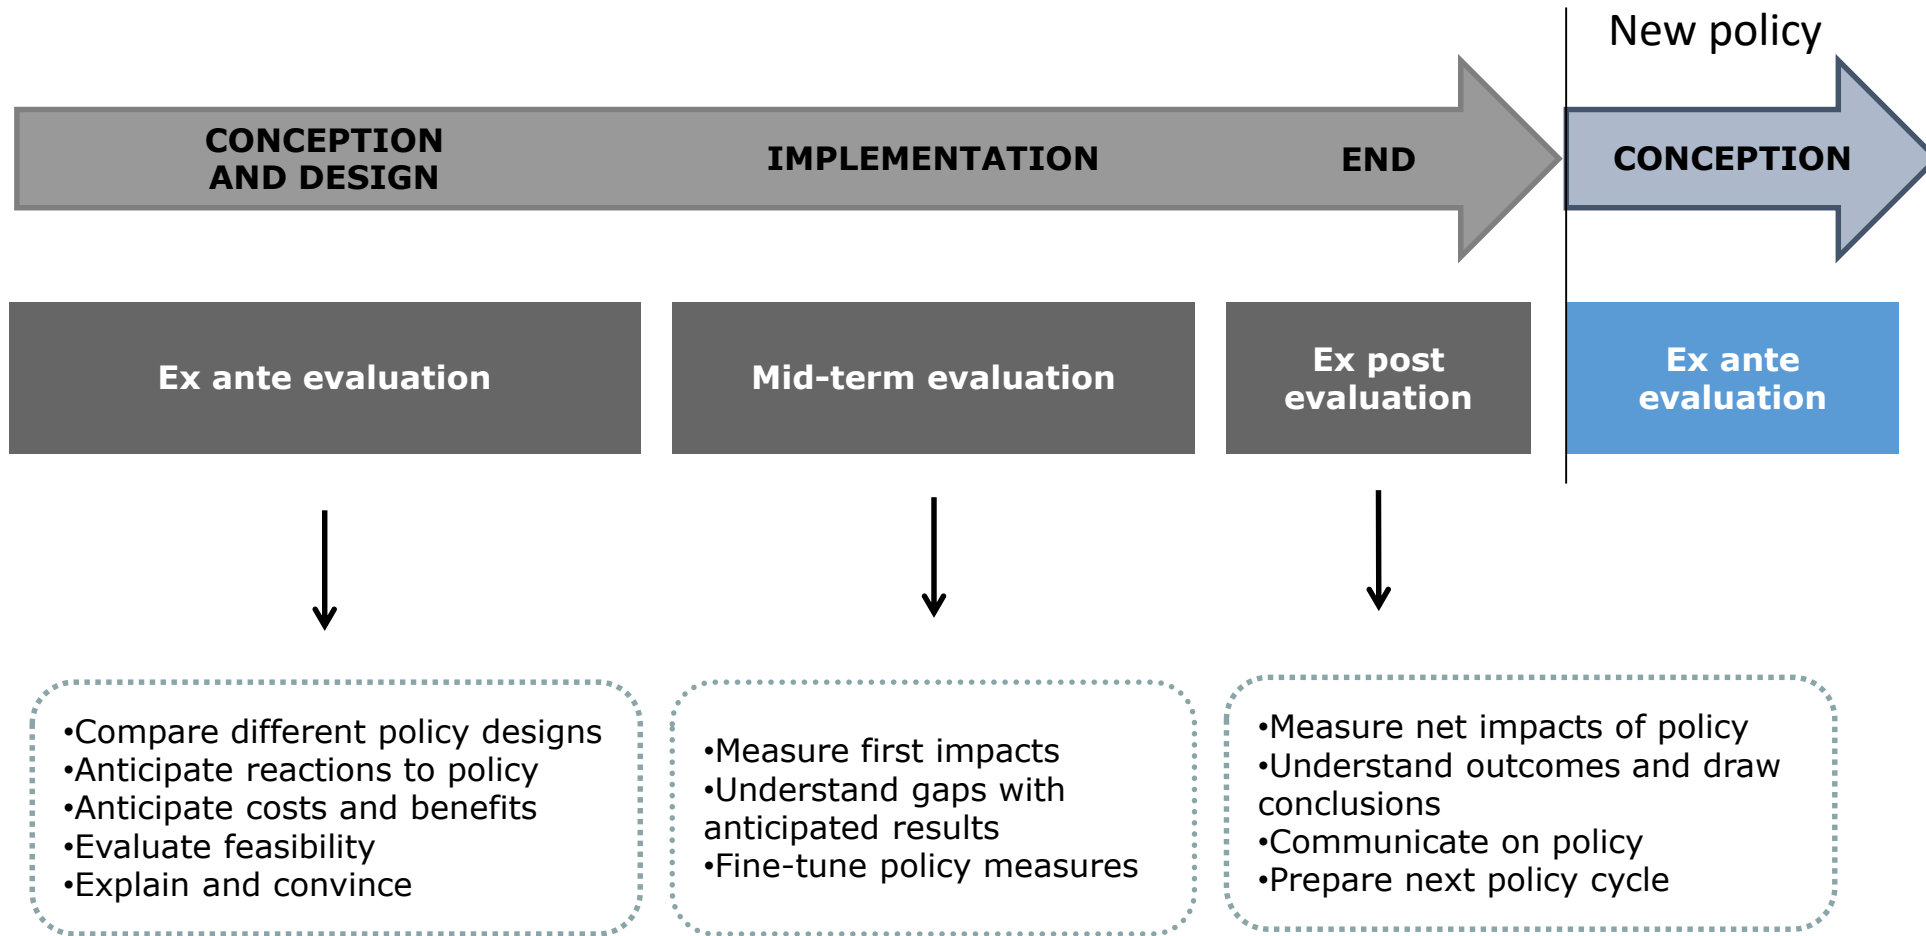 New policy
CONCEPTION
AND DESIGN
IMPLEMENTATION
END
CONCEPTION
Ex ante evaluation
Mid-term evaluation
Ex post
evaluation
Ex ante
evaluation
•Compare different policy designs
•Anticipate reactions to policy
•Anticipate costs and benefits
•Evaluate feasibility
•Explain and convince
•Measure first impacts
•Understand gaps with
anticipated results
•Fine-tune policy measures
•Measure net impacts of policy
•Understand outcomes and draw
conclusions
•Communicate on policy
•Prepare next policy cycle